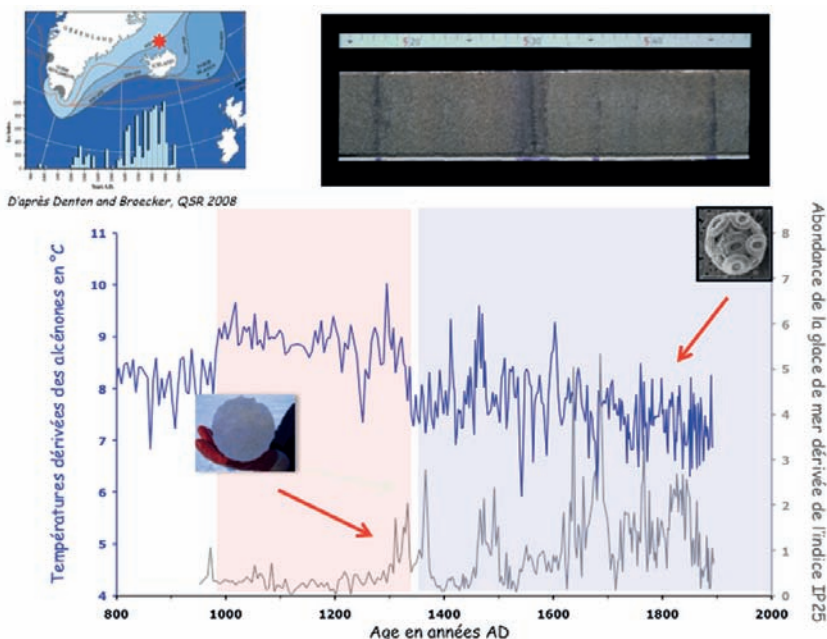 GREENLAND
ICELAND
520 530 540
D'après Denton and Broecker, QSR 2008
Températures dérivées des alcénones en °C
11
10
9
8
7
6
5
4
Abondance de la glace de mer dérivée de l'indice IP25
8
7
6
5
4
3
2
1
0
800 1000 1200 1400 1600 1800 2000
Age en années AD